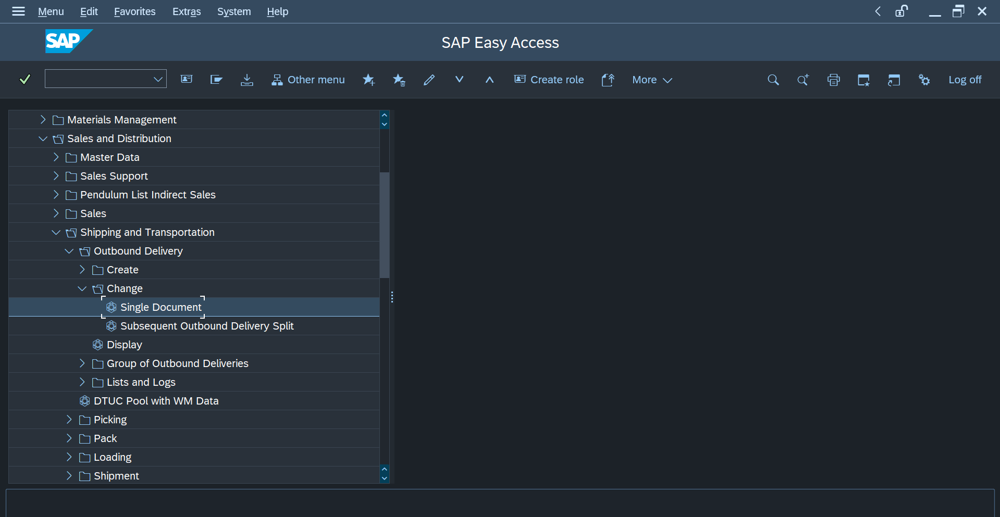 Menu Edit Favorites Extras System Help
SAP
SAP Easy Access
Other menu Create role More Log off
Materials Management
Sales and Distribution
Master Data
Sales Support
Pendulum List Indirect Sales
Sales
Shipping and Transportation
Outbound Delivery
Create
Change
Single Document
Subsequent Outbound Delivery Split
Display
Group of Outbound Deliveries
Lists and Logs
DTUC Pool with WM Data
Picking
Pack
Loading
Shipment